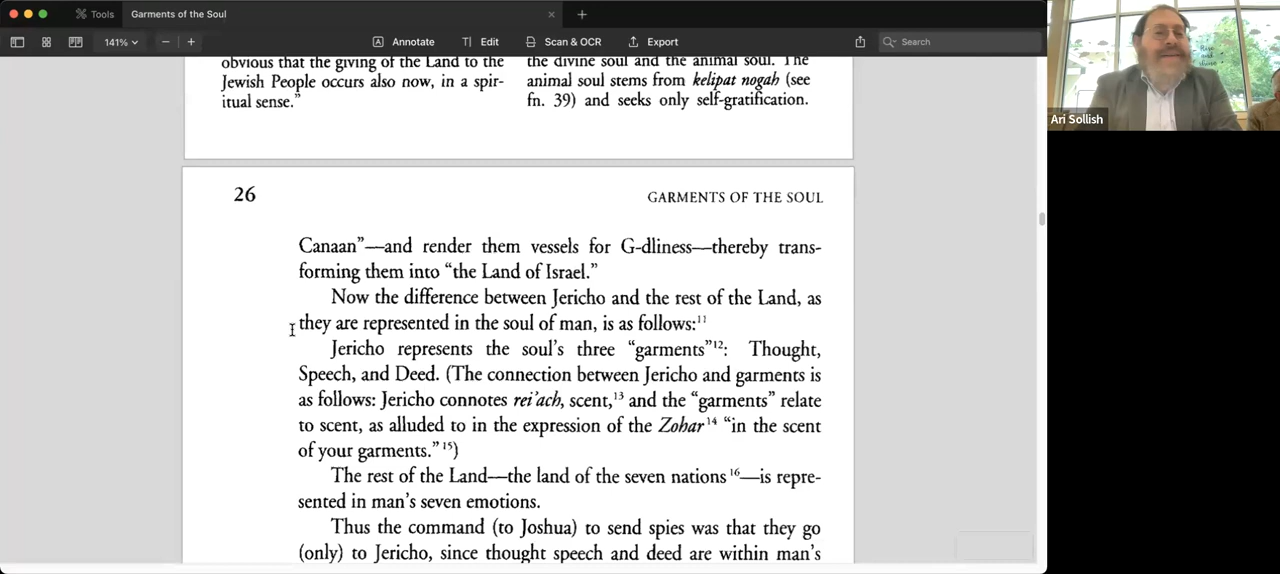 Tools
Garments of the Soul
141%
Annotate
Edit
Scan & OCR
Export
Search
obvious that the giving of the Land to the
Jewish People occurs also now, in a spir-
itual sense."
the divine soul and the animal soul. The
animal soul stems from kelipat nogah (see
fn. 39) and seeks only self-gratification.
26
GARMENTS OF THE SOUL
Canaan"—and render them vessels for G-dliness—thereby trans-
forming them into "the Land of Israel."
Now the difference between Jericho and the rest of the Land, as
they are represented in the soul of man, is as follows:11
Jericho represents the soul's three "garments"12: Thought,
Speech, and Deed. (The connection between Jericho and garments is
as follows: Jericho connotes rei'ach, scent,13 and the "garments" relate
to scent, as alluded to in the expression of the Zohar14 "in the scent
of your garments."15)
The rest of the Land—the land of the seven nations16—is repre-
sented in man's seven emotions.
Thus the command (to Joshua) to send spies was that they go
(only) to Jericho, since thought speech and deed are within man's
Ari Sollish